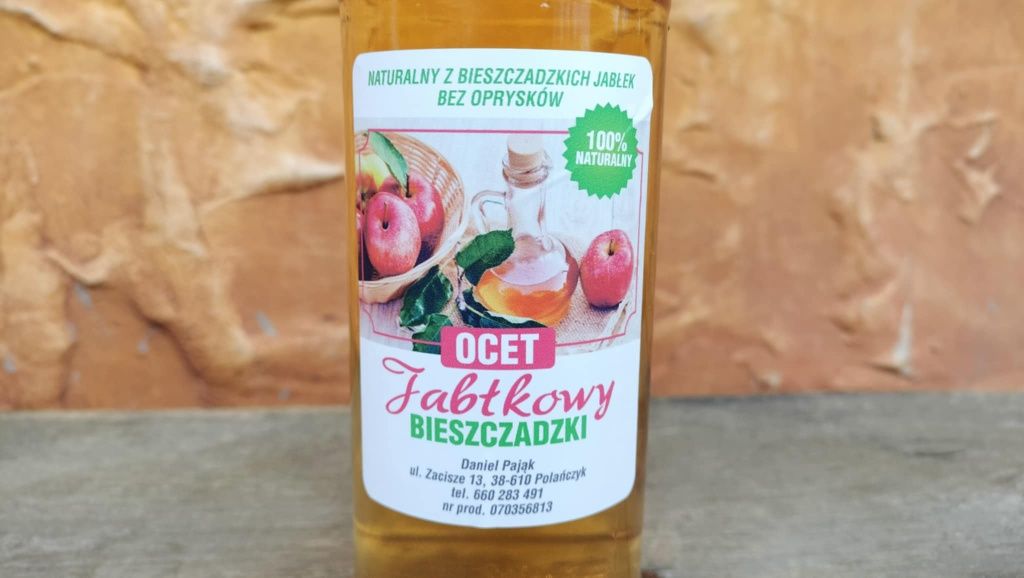 NATURALNY Z BIESZCZADZKICH JABŁEK
BEZ OPRYSKÓW
100%
NATURALNY
OCET
Jabłkowy
BIESZCZADZKI
Daniel Pająk
ul. Zacisze 13, 38-610 Polańczyk
tel. 660 283 491
nr prod. 070356813